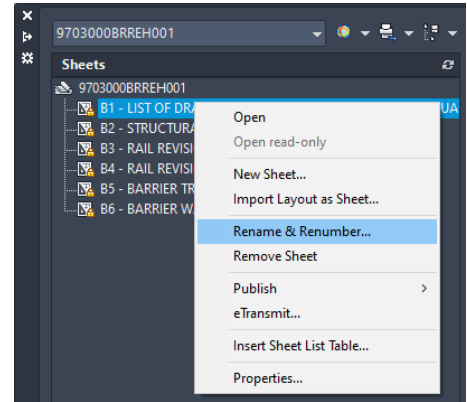 9703000BRREH001
Sheets
9703000BRREH001
B1 - LIST OF DRA
UA
B2 - STRUCTURA
B3 - RAIL REVISI
B4 - RAIL REVISI
B5 - BARRIER TR
B6 - BARRIER W
Open
Open read-only
New Sheet...
Import Layout as Sheet...
Rename & Renumber...
Remove Sheet
Publish
eTransmit...
Insert Sheet List Table...
Properties...